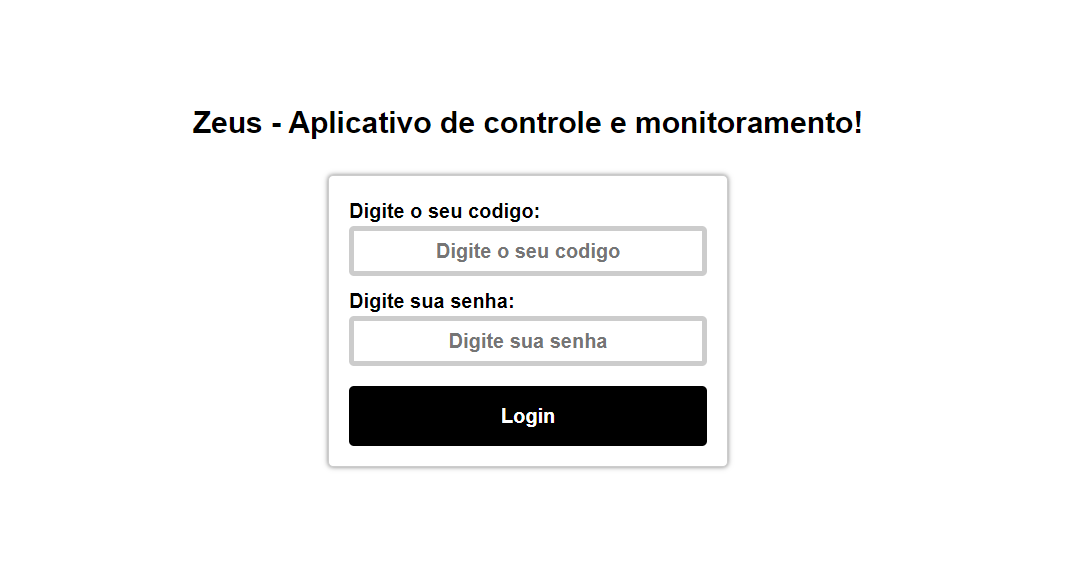 Zeus - Aplicativo de controle e monitoramento!
Digite o seu codigo:
Digite o seu codigo
Digite sua senha:
Digite sua senha
Login